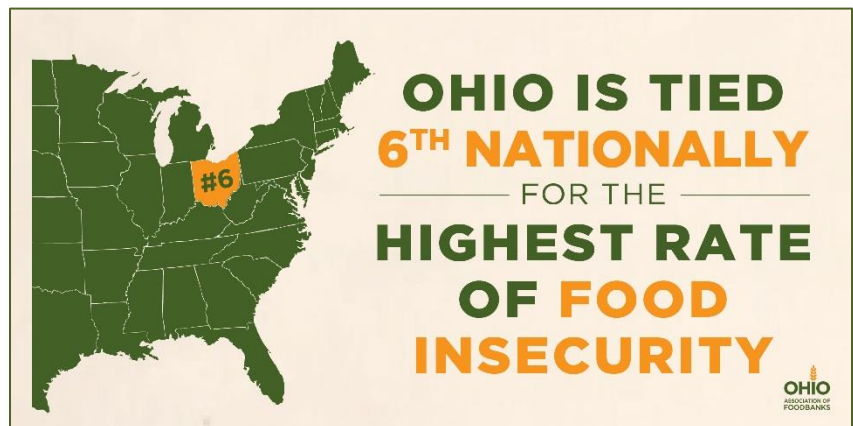 #6
OHIO IS TIED
6TH NATIONALLY
FOR THE
HIGHEST RATE
OF FOOD
INSECURITY
OHIO
ASSOCIATION OF
FOODBANKS